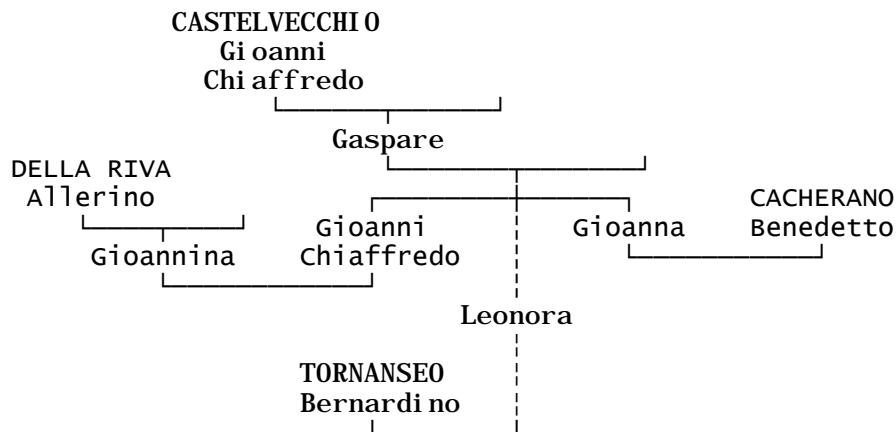 CASTELVECCHIO
Gioanni
Chiaffredo
Gaspare
DELLA RIVA
Allerino
CACHERANO
Gioanni
Gioanna
Benedetto
Gioannina
Chiaffredo
Leonora
TORNANSEO
Bernardino